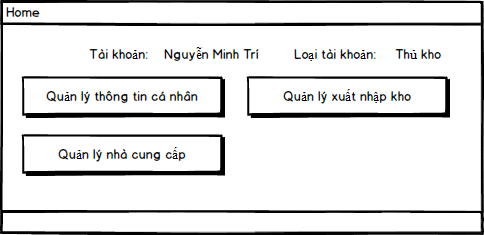 Home
Tài khoản: Nguyễn Minh Trí Loại tài khoản: Thủ kho
Quản lý thông tin cá nhân Quản lý xuất nhập kho
Quản lý nhà cung cấp